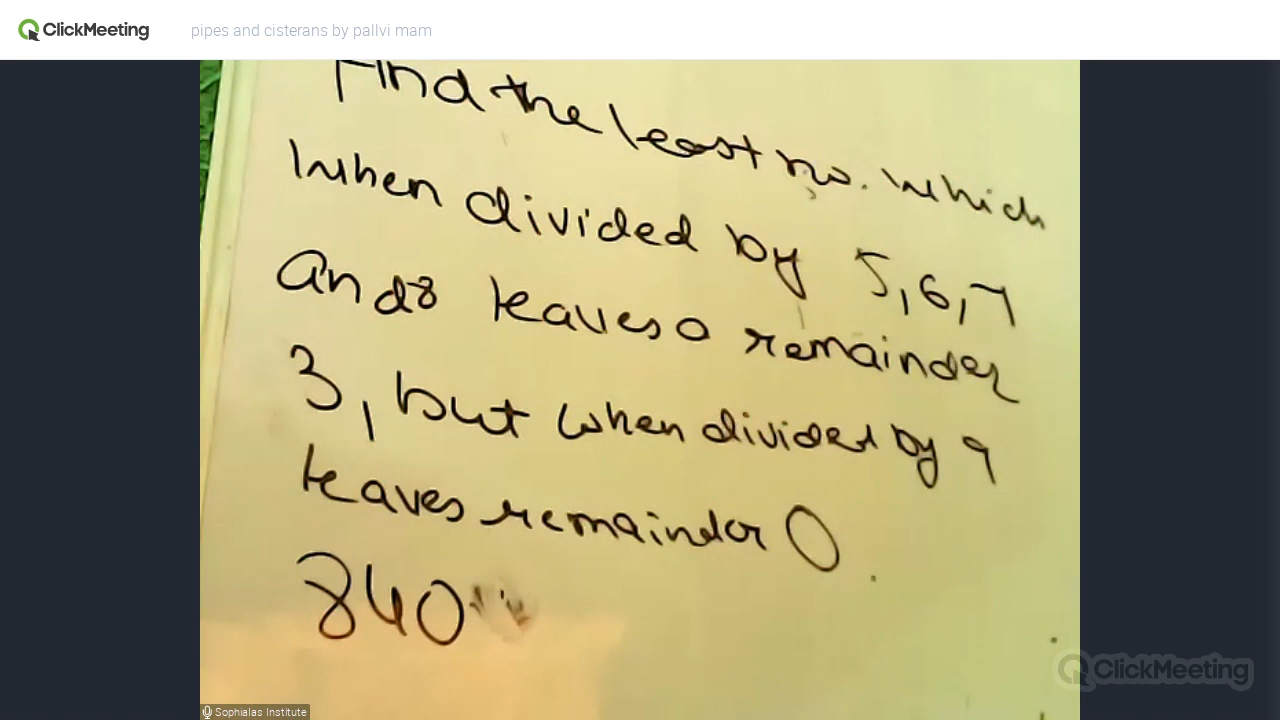 ClickMeeting pipes and cisterans by pallvi mam
Find the least no. which
when divided by 5,6,7
and 8 leaves a remainder
3, but when divided by 9
leaves remainder 0
840
ClickMeeting
Sophialas Institute